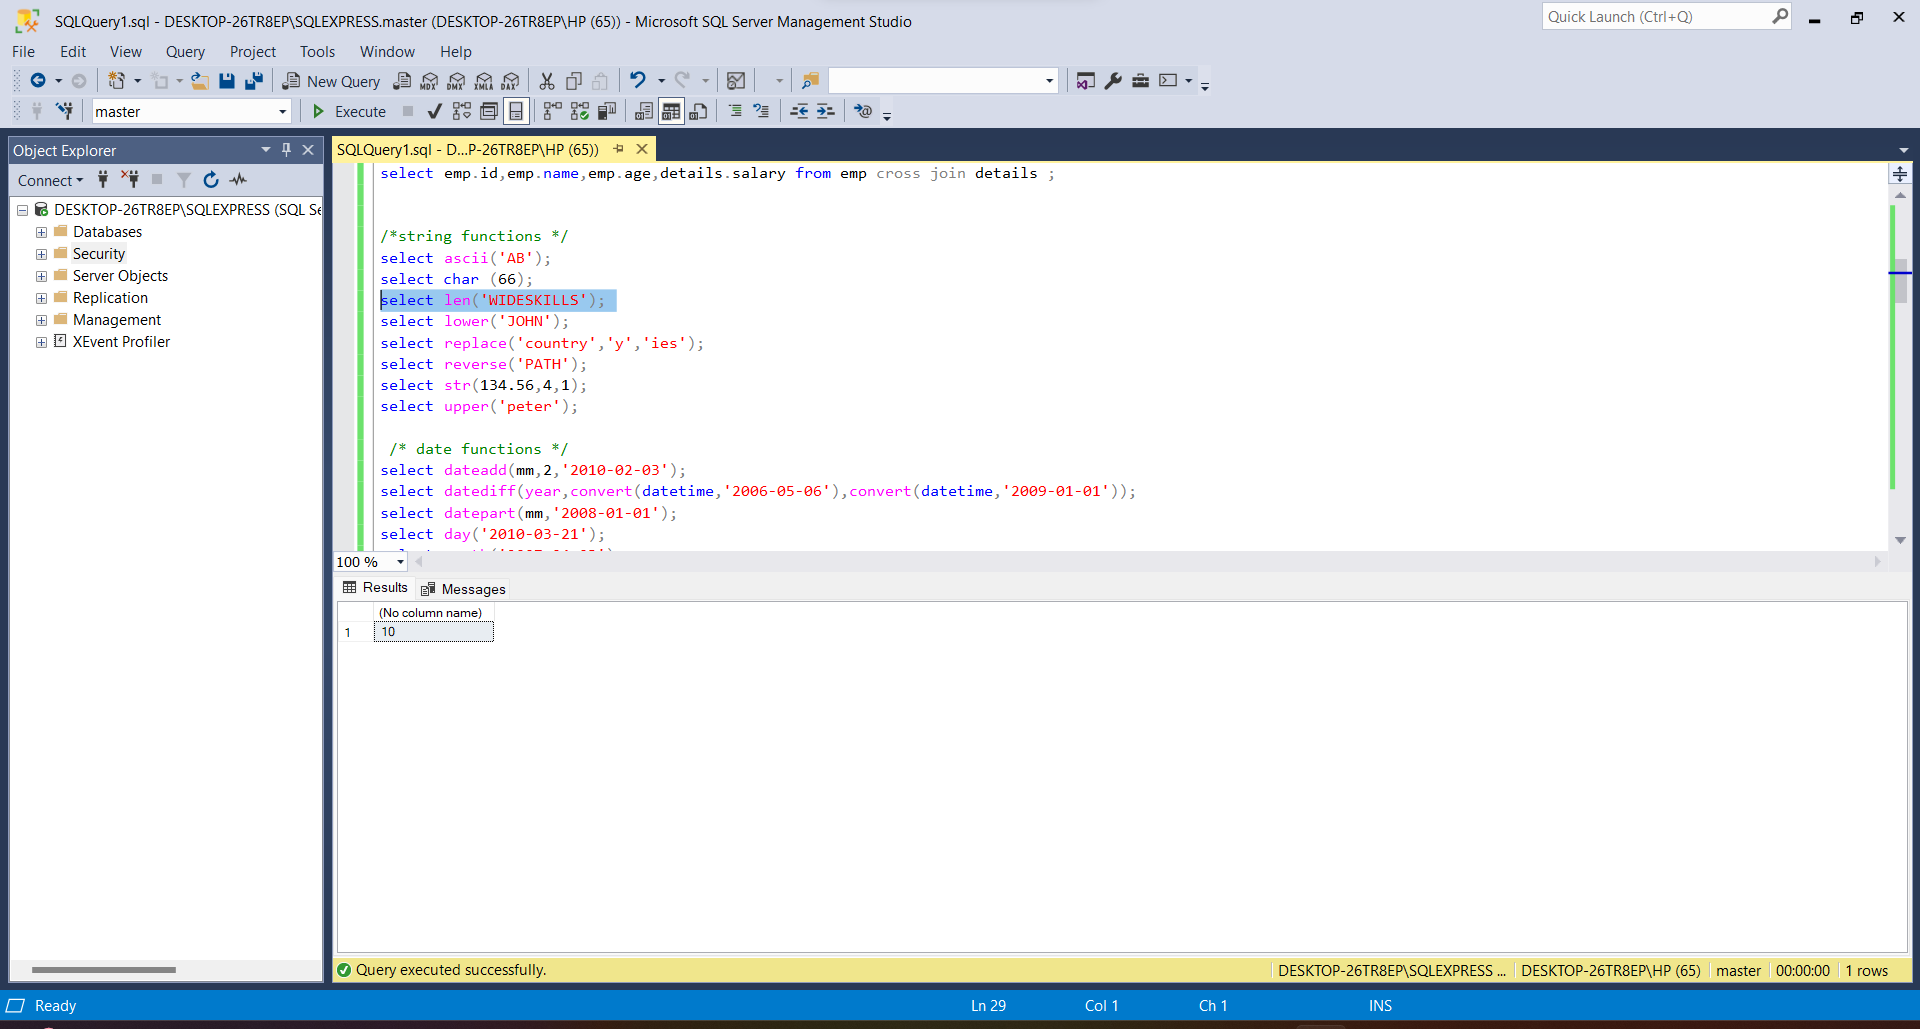 SQLQuery1.sql - DESKTOP-26TR8EP\SQLEXPRESS.master (DESKTOP-26TR8EP\HP (65)) - Microsoft SQL Server Management Studio
Quick Launch (Ctrl+Q)
File Edit View Query Project Tools Window Help
New Query MDX DMX XMLA DAX
master Execute
Object Explorer
Connect
DESKTOP-26TR8EP\SQLEXPRESS (SQL Se
Databases
Security
Server Objects
Replication
Management
XEvent Profiler
SQLQuery1.sql - D...P-26TR8EP\HP (65))
select emp.id,emp.name,emp.age,details.salary from emp cross join details ;
/*string functions */
select ascii('AB');
select char (66);
select len('WIDESKILLS');
select lower('JOHN');
select replace('country','y','ies');
select reverse('PATH');
select str(134.56,4,1);
select upper('peter');
/* date functions */
select dateadd(mm,2,'2010-02-03');
select datediff(year,convert(datetime,'2006-05-06'),convert(datetime,'2009-01-01'));
select datepart(mm,'2008-01-01');
select day('2010-03-21');
100 %
Results Messages
(No column name)
1 10
Query executed successfully.
DESKTOP-26TR8EP\SQLEXPRESS ... DESKTOP-26TR8EP\HP (65) master 00:00:00 1 rows
Ready Ln 29 Col 1 Ch 1 INS